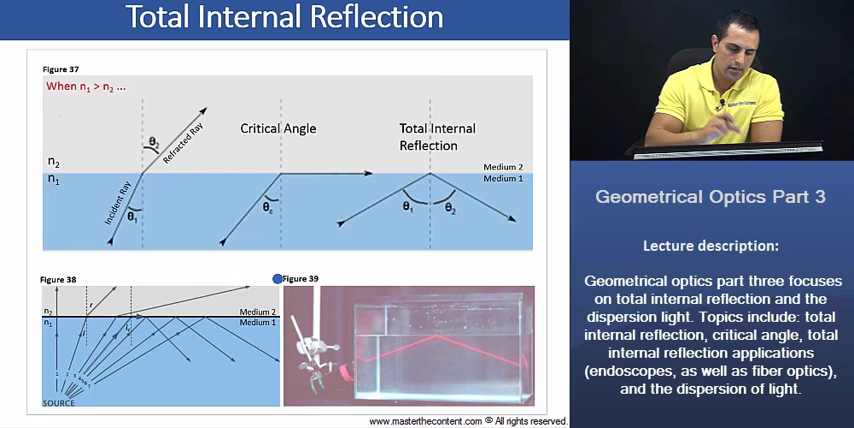 Total Internal Reflection
Figure 37
When n₁ > n₂ ...
θ₂
Refracted Ray
Critical Angle
Total Internal
Reflection
n₂
n₁
Medium 2
Medium 1
Incident Ray
θ₁
θc
θ₁
θ₂
Figure 38
Figure 39
r
n₂
n₁
Medium 2
Medium 1
i
SOURCE
www.masterthecontent.com © All rights reserved.
Geometrical Optics Part 3
Lecture description:
Geometrical optics part three focuses
on total internal reflection and the
dispersion light. Topics include: total
internal reflection, critical angle, total
internal reflection applications
(endoscopes, as well as fiber optics),
and the dispersion of light.